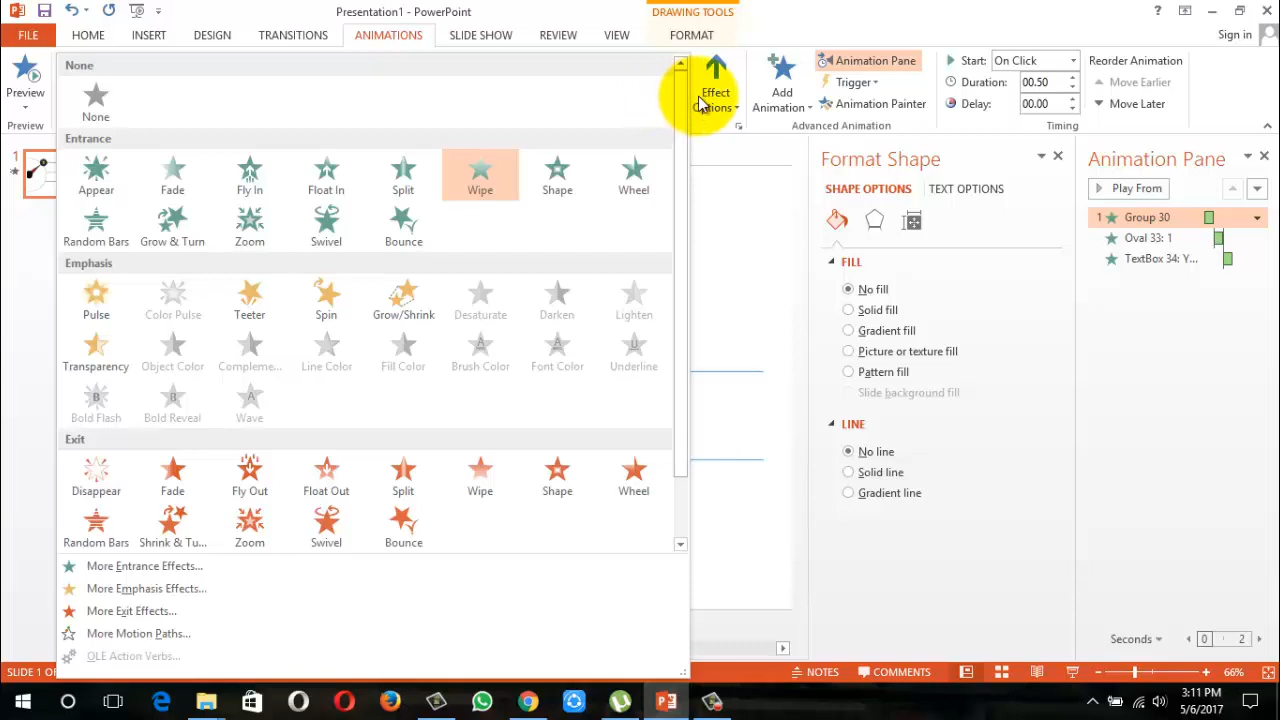 Presentation1 - PowerPoint
DRAWING TOOLS
?
FILE HOME INSERT DESIGN TRANSITIONS ANIMATIONS SLIDE SHOW REVIEW VIEW FORMAT Sign in
Preview
Preview
None
None
Entrance
Appear Fade Fly In Float In Split Wipe Shape Wheel
Random Bars Grow & Turn Zoom Swivel Bounce
Emphasis
Pulse Color Pulse Teeter Spin Grow/Shrink Desaturate Darken Lighten
Transparency Object Color Compleme... Line Color Fill Color Brush Color Font Color Underline
Bold Flash Bold Reveal Wave
Exit
Disappear Fade Fly Out Float Out Split Wipe Shape Wheel
Random Bars Shrink & Tu... Zoom Swivel Bounce
More Entrance Effects...
More Emphasis Effects...
More Exit Effects...
More Motion Paths...
OLE Action Verbs...
Effect
Options
Add
Animation
Animation Pane
Trigger
Animation Painter
Advanced Animation
Start: On Click
Duration: 00.50
Delay: 00.00
Timing
Reorder Animation
Move Earlier
Move Later
1
Format Shape
SHAPE OPTIONS TEXT OPTIONS
FILL
No fill
Solid fill
Gradient fill
Picture or texture fill
Pattern fill
Slide background fill
LINE
No line
Solid line
Gradient line
Animation Pane
Play From
1 Group 30
Oval 33: 1
TextBox 34: Y...
Seconds 0 2
SLIDE 1 OF
NOTES COMMENTS 66%
3:11 PM
5/6/2017